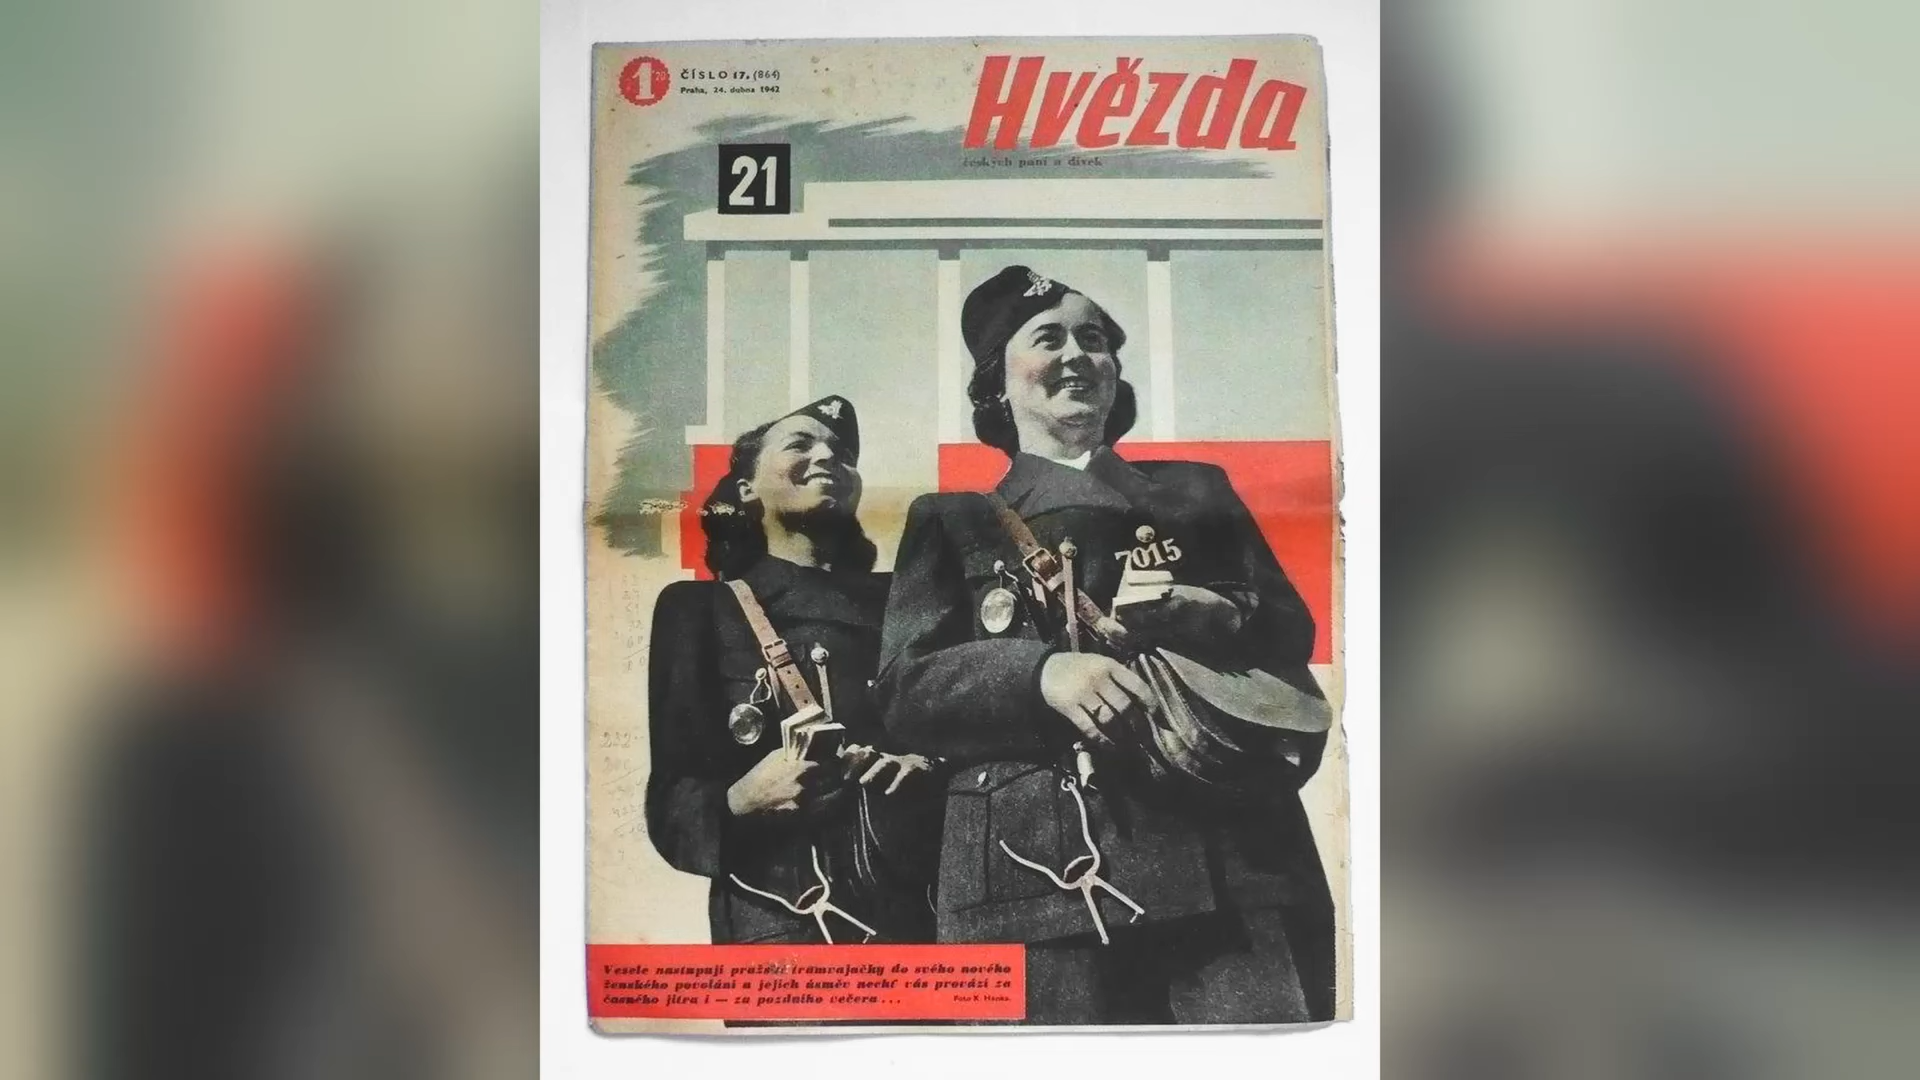 1 20
ČÍSLO 17. (864)
Praha, 24. dubna 1942
Hvězda
českých paní a dívek
21
7015
Vesele nastupují pražské tramvajačky do svého nového
ženského povolání a jejich úsměv nechť vás provází za
časného jitra i — za pozdního večera...
Foto K. Hanka.